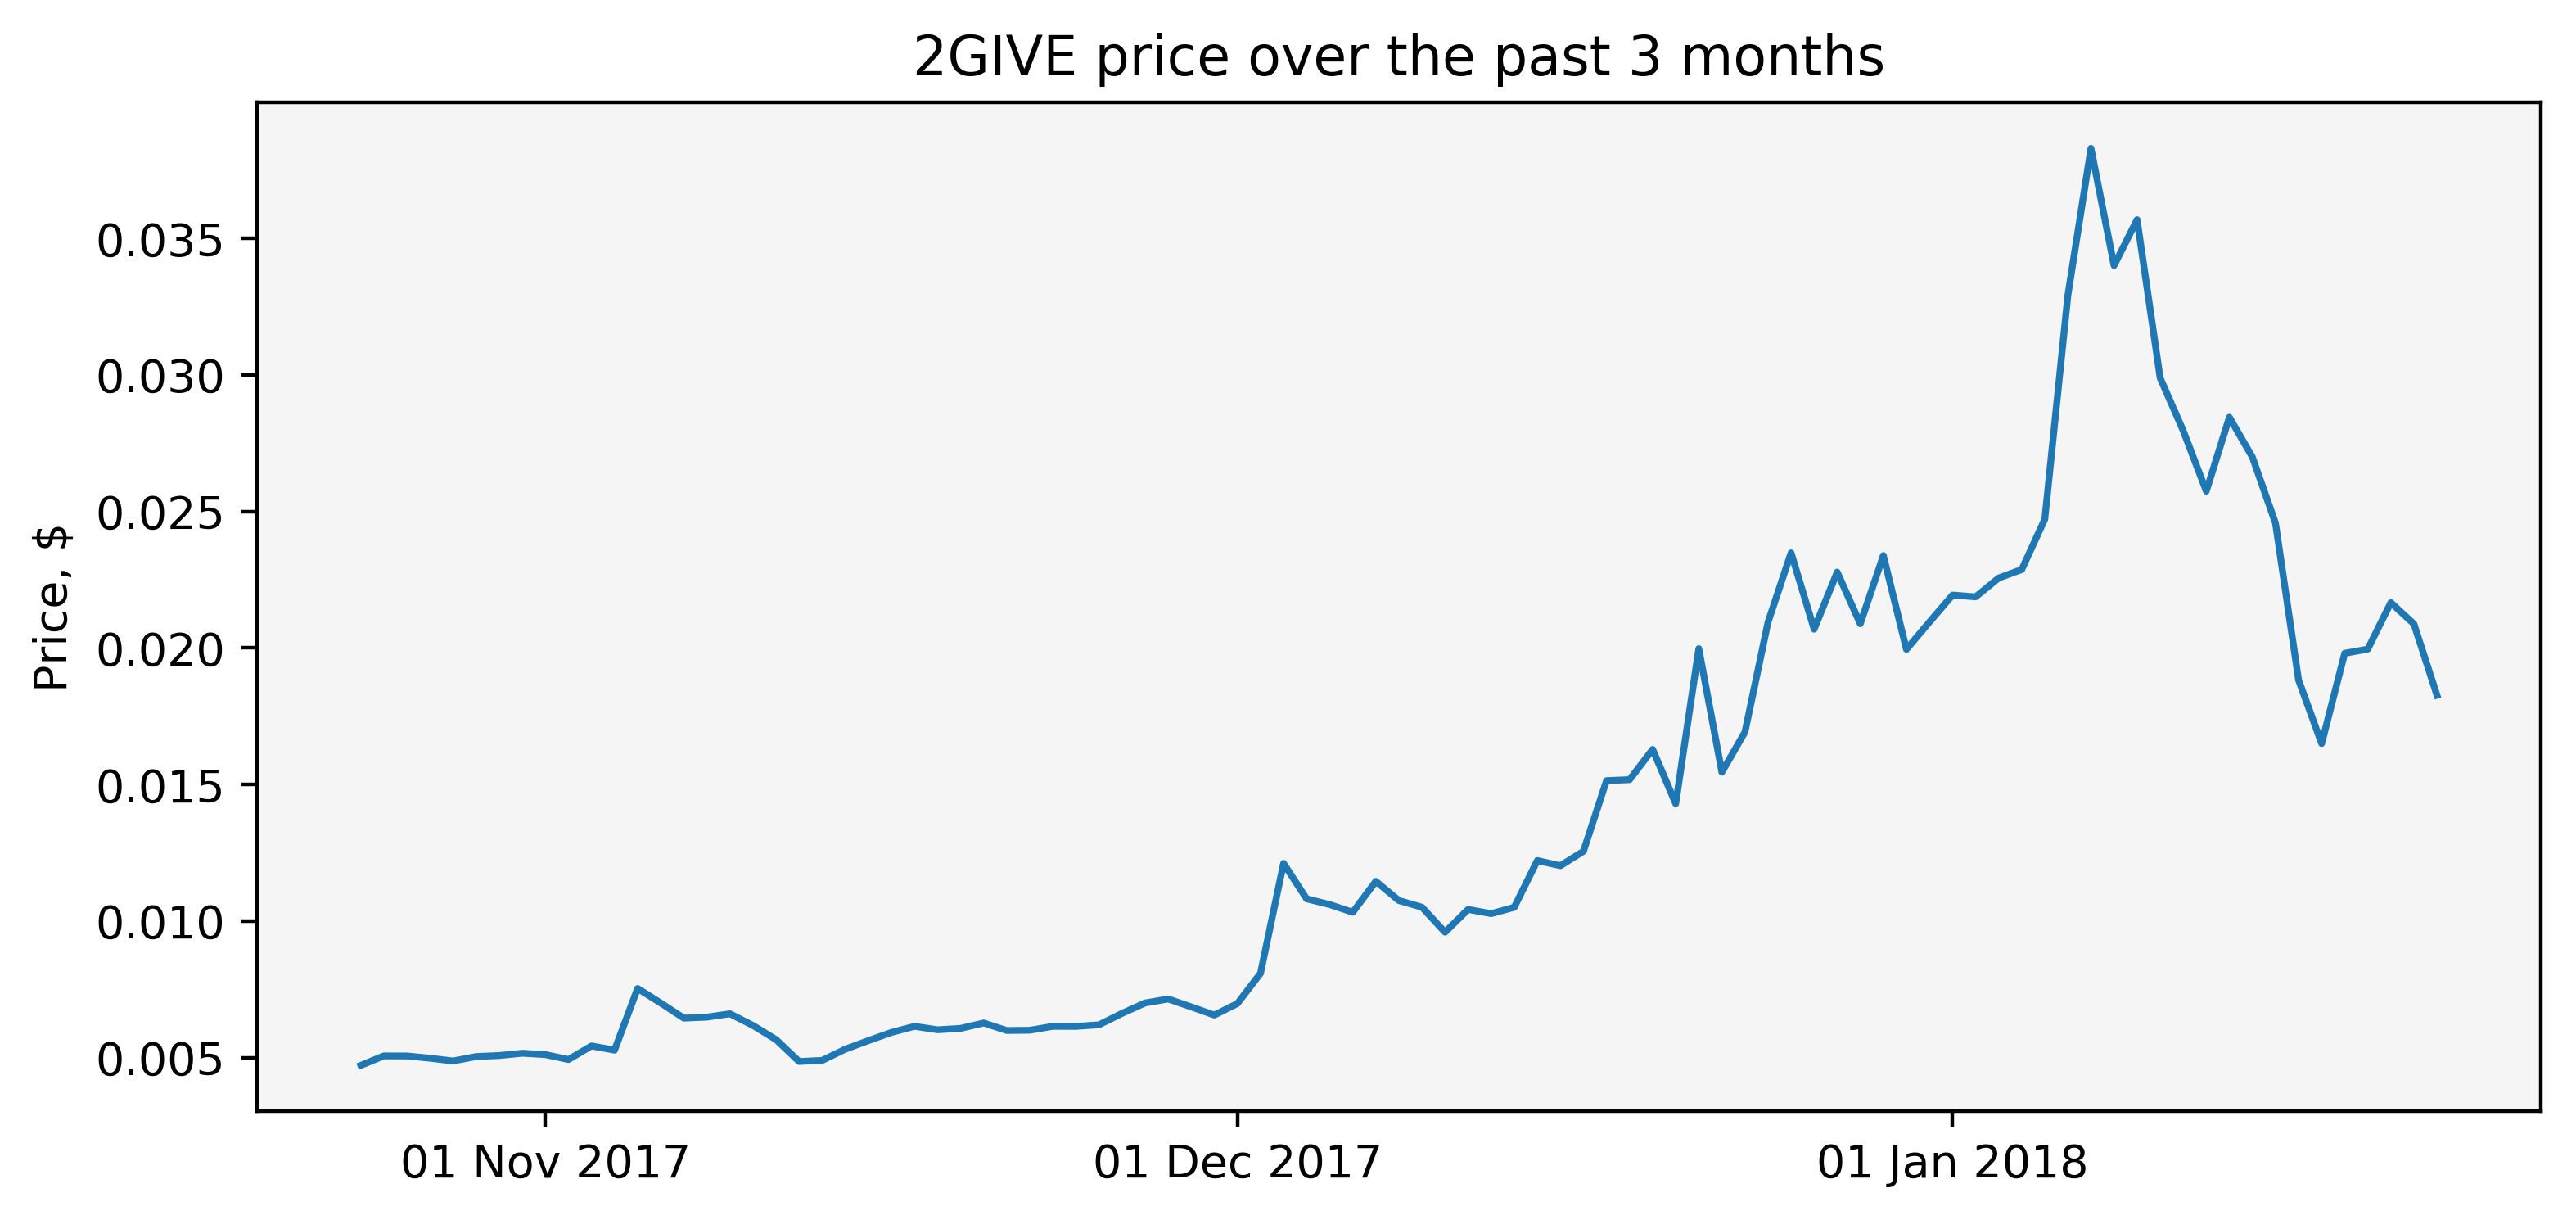 2GIVE price over the past 3 months
Price, $
0.035
0.030
0.025
0.020
0.015
0.010
0.005
01 Nov 2017
01 Dec 2017
01 Jan 2018